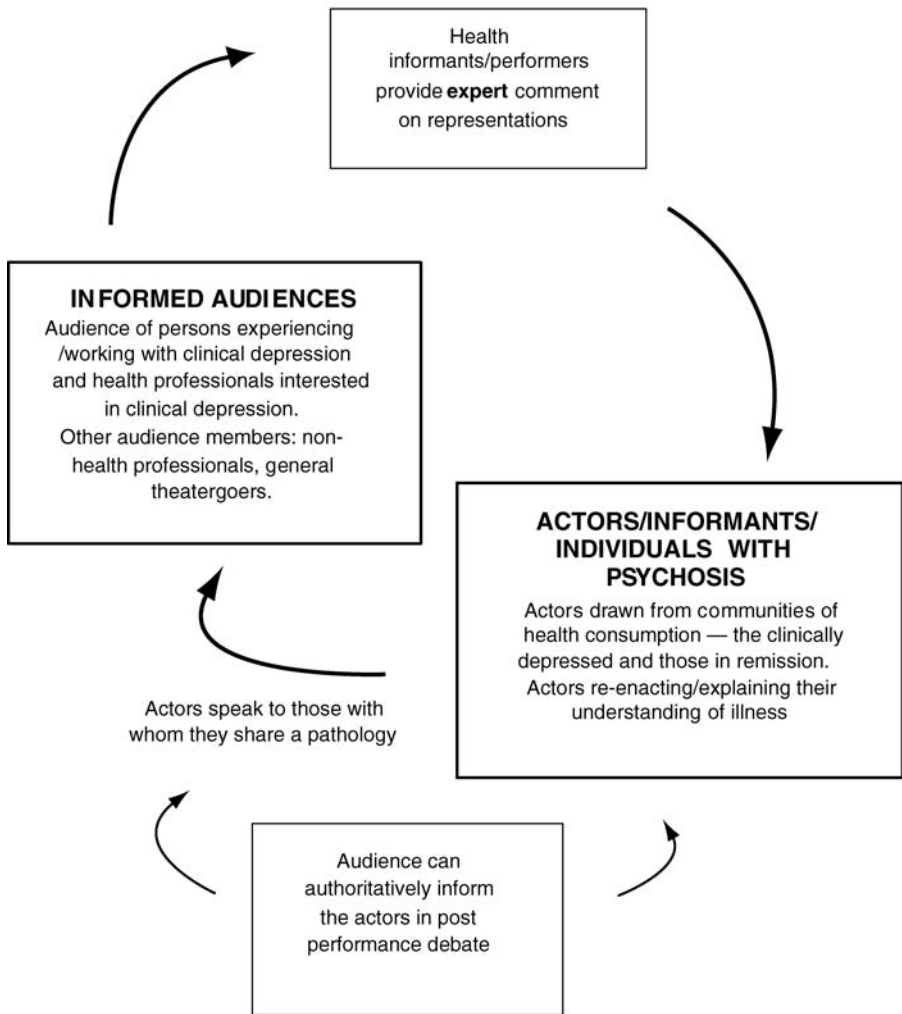 Health
informants/performers
provide expert comment
on representations
INFORMED AUDIENCES
Audience of persons experiencing
/working with clinical depression
and health professionals interested
in clinical depression.
Other audience members: non-
health professionals, general
theatergoers.
ACTORS/INFORMANTS/
INDIVIDUALS WITH
PSYCHOSIS
Actors drawn from communities of
health consumption — the clinically
depressed and those in remission.
Actors re-enacting/explaining their
understanding of illness
Actors speak to those with
whom they share a pathology
Audience can
authoritatively inform
the actors in post
performance debate